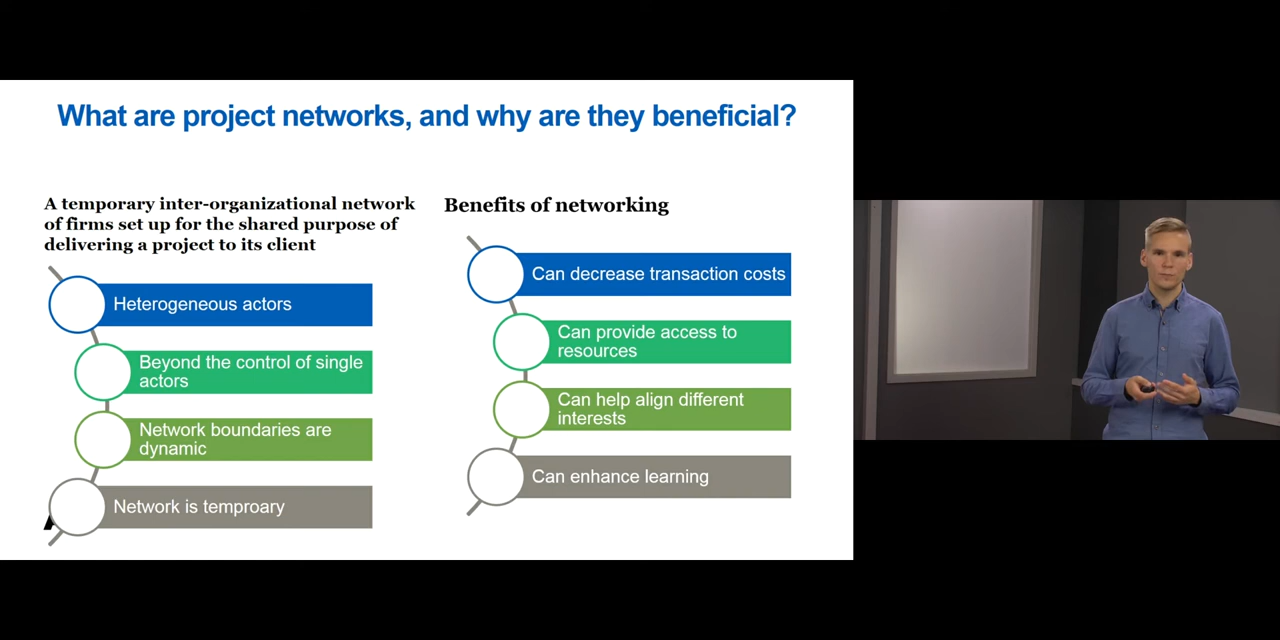 What are project networks, and why are they beneficial?
A temporary inter-organizational network
of firms set up for the shared purpose of
delivering a project to its client
Heterogeneous actors
Beyond the control of single
actors
Network boundaries are
dynamic
Network is temproary
Benefits of networking
Can decrease transaction costs
Can provide access to
resources
Can help align different
interests
Can enhance learning